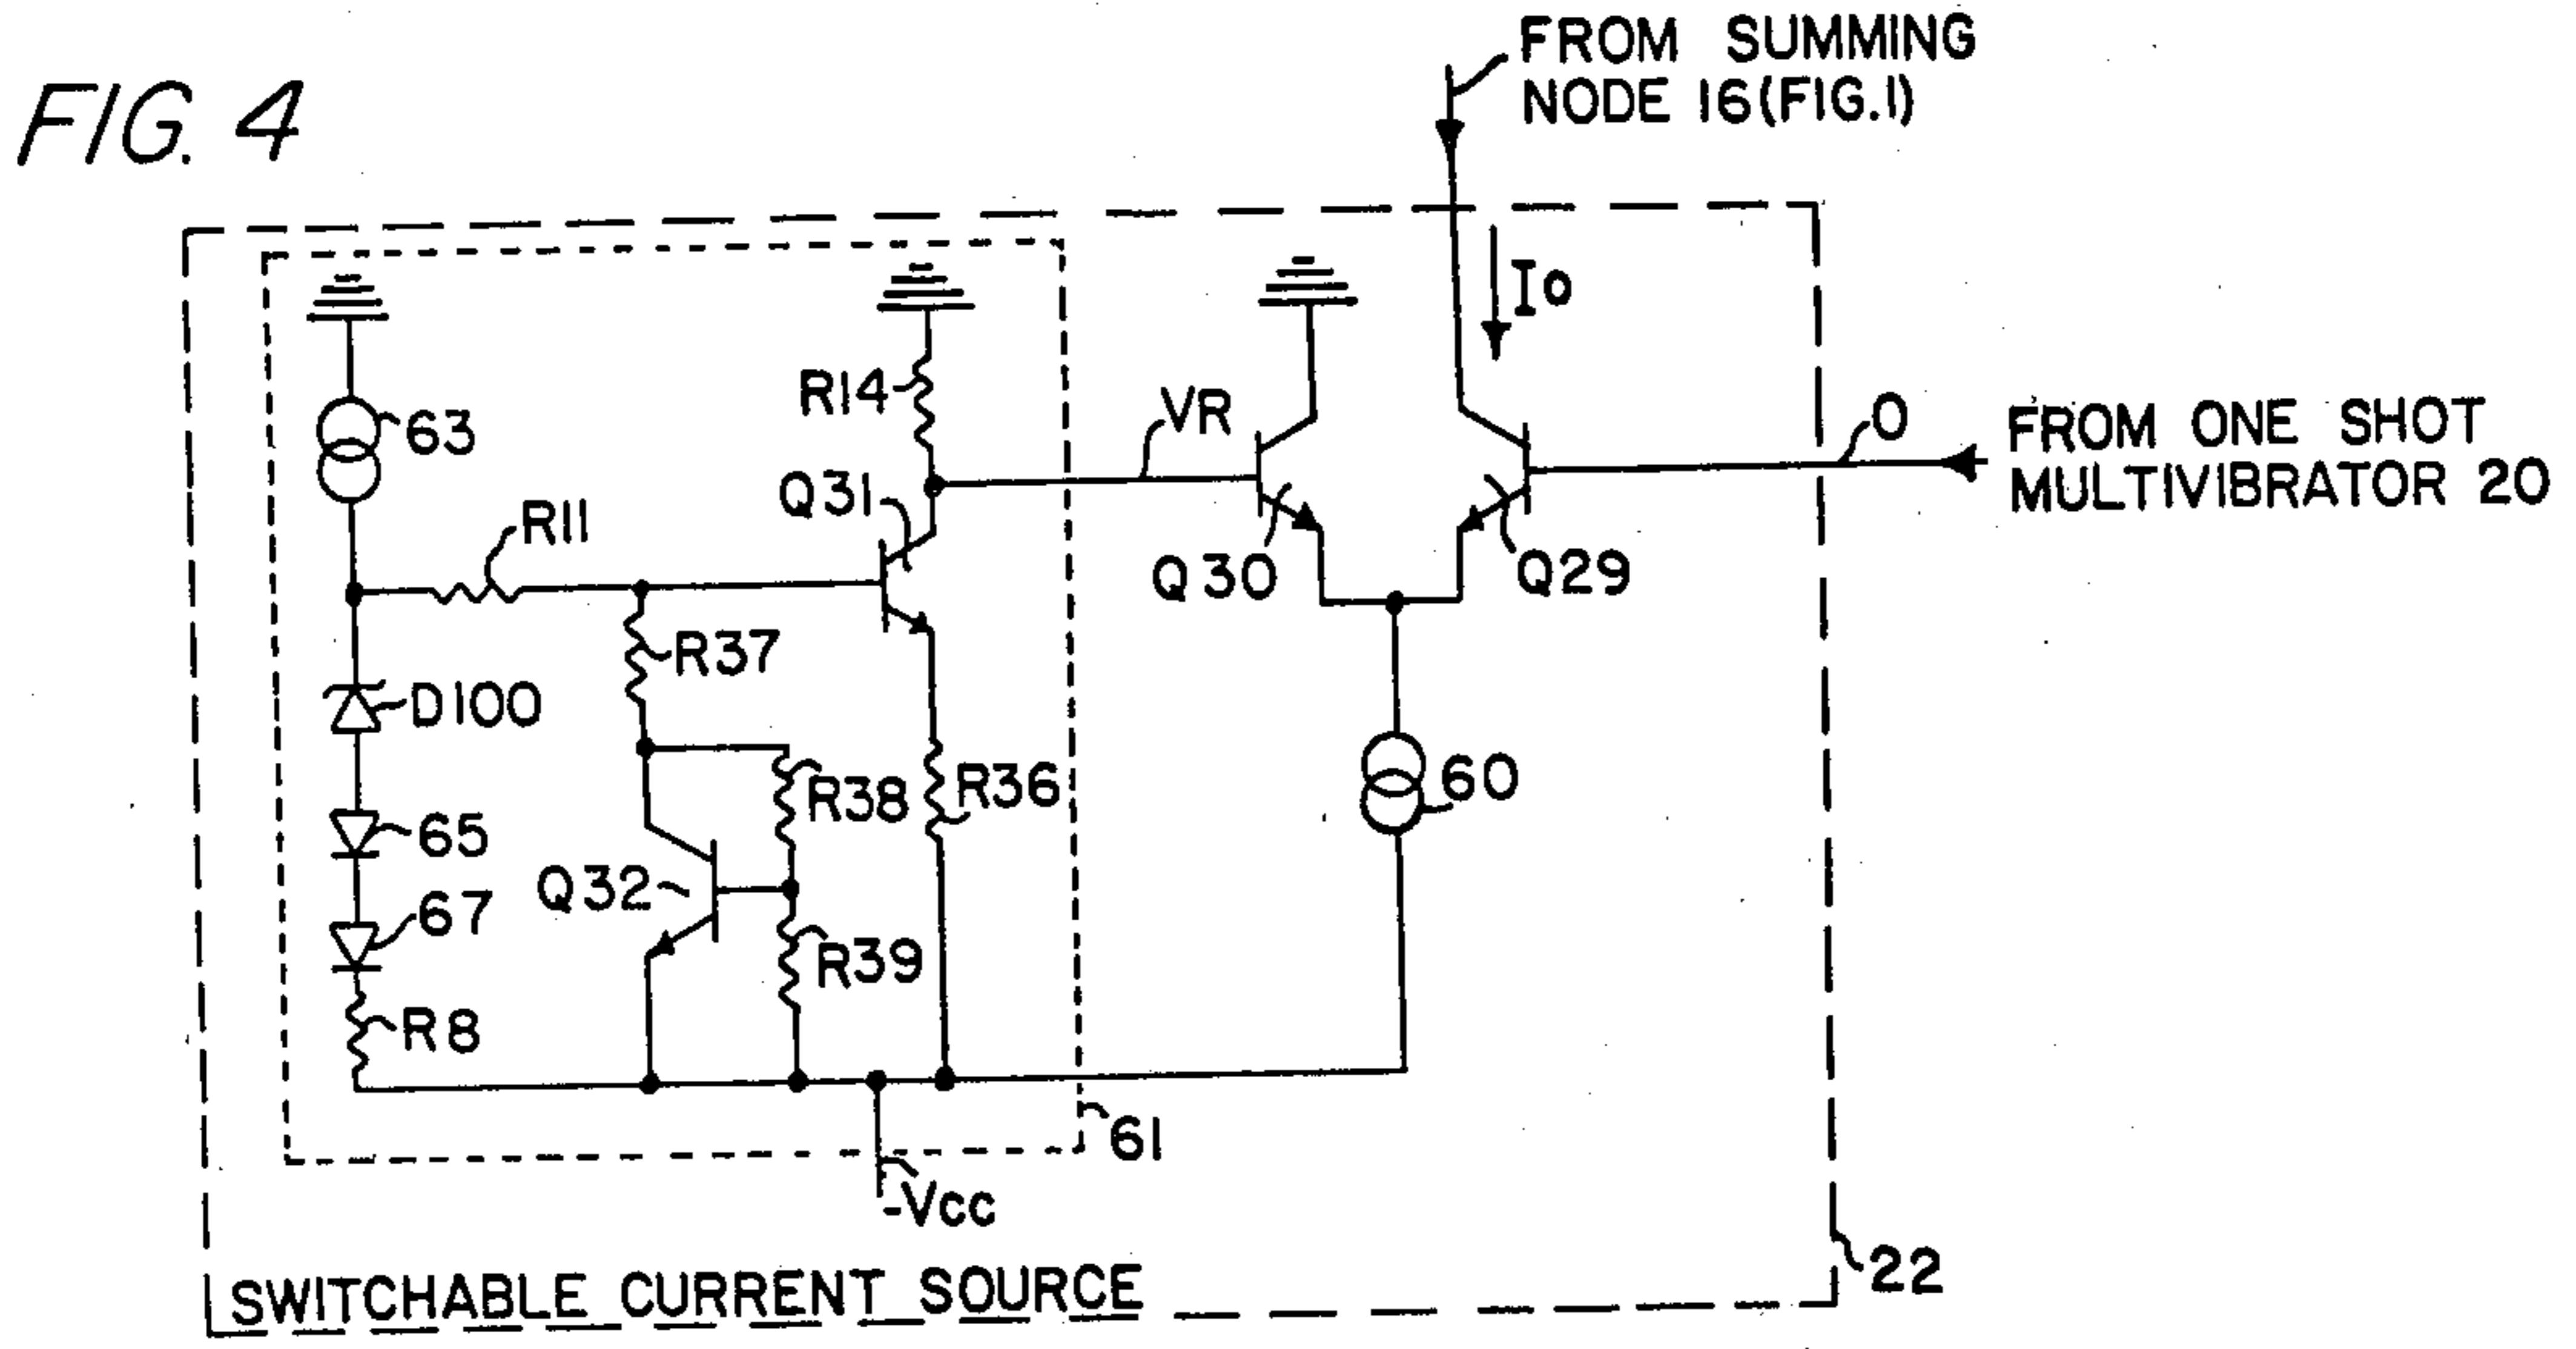 FIG. 4
FROM SUMMING
NODE 16 (FIG.1)
Io
R14
VR
O
FROM ONE SHOT
MULTIVIBRATOR 20
63
Q31
R11
Q30
Q29
R37
D100
R38
R36
60
65
Q32
67
R39
R8
61
-Vcc
22
SWITCHABLE CURRENT SOURCE